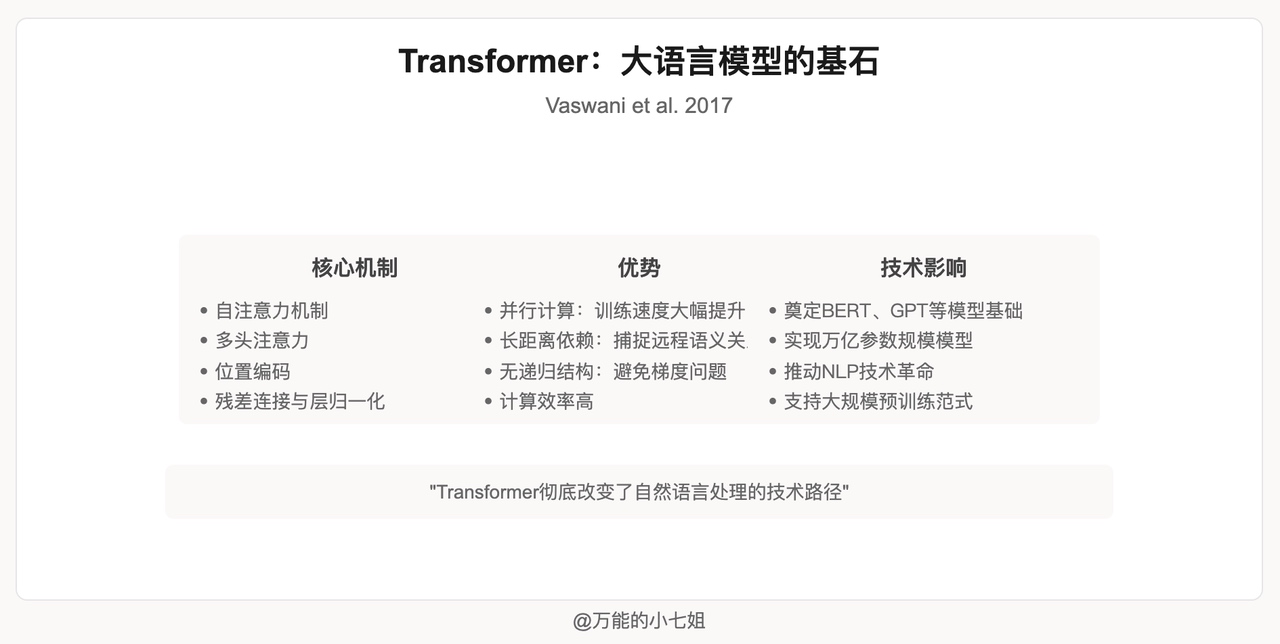 Transformer：大语言模型的基石
Vaswani et al. 2017
核心机制
• 自注意力机制
• 多头注意力
• 位置编码
• 残差连接与层归一化
优势
• 并行计算：训练速度大幅提升
• 长距离依赖：捕捉远程语义关
• 无递归结构：避免梯度问题
• 计算效率高
技术影响
• 奠定BERT、GPT等模型基础
• 实现万亿参数规模模型
• 推动NLP技术革命
• 支持大规模预训练范式
"Transformer彻底改变了自然语言处理的技术路径"
@万能的小七姐